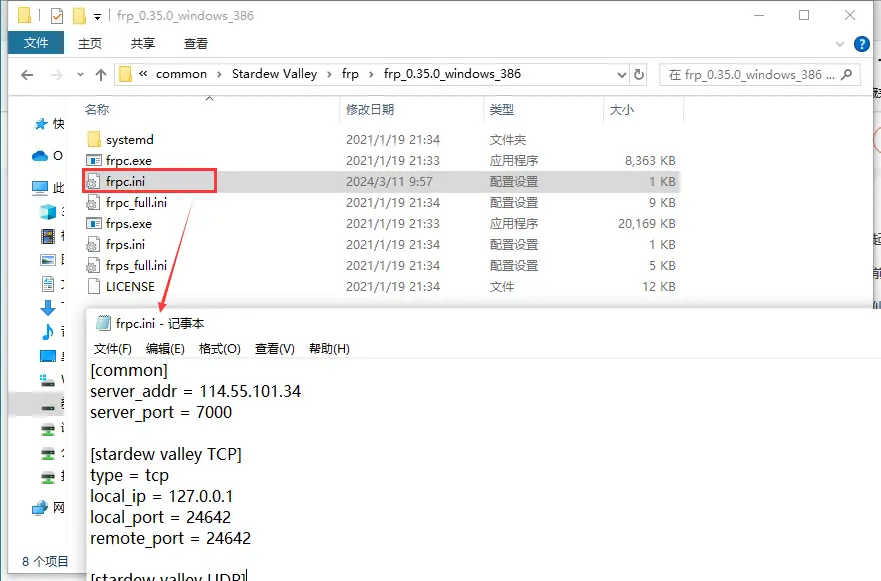 frp_0.35.0_windows_386
文件 主页 共享 查看
« common › Stardew Valley › frp › frp_0.35.0_windows_386 在 frp_0.35.0_windows_386 ...
名称 修改日期 类型 大小
systemd 2021/1/19 21:34 文件夹
frpc.exe 2021/1/19 21:33 应用程序 8,363 KB
frpc.ini 2024/3/11 9:57 配置设置 1 KB
frpc_full.ini 2021/1/19 21:34 配置设置 9 KB
frps.exe 2021/1/19 21:33 应用程序 20,169 KB
frps.ini 2021/1/19 21:34 配置设置 1 KB
frps_full.ini 2021/1/19 21:34 配置设置 5 KB
LICENSE 2021/1/19 21:34 文件 12 KB
快
O
此
网
8 个项目
frpc.ini - 记事本
文件(F) 编辑(E) 格式(O) 查看(V) 帮助(H)
[common]
server_addr = 114.55.101.34
server_port = 7000
[stardew valley TCP]
type = tcp
local_ip = 127.0.0.1
local_port = 24642
remote_port = 24642
[stardew valley UDP]